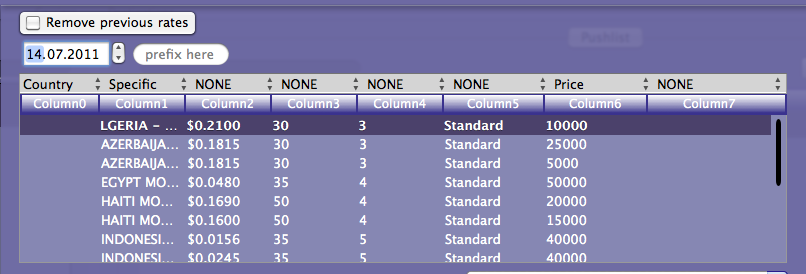 Remove previous rates
Pushlist
14.07.2011 prefix here
Country Specific NONE NONE NONE NONE Price NONE
Column0 Column1 Column2 Column3 Column4 Column5 Column6 Column7
LGERIA – ... $0.2100 30 3 Standard 10000
AZERBAIJA... $0.1815 30 3 Standard 25000
AZERBAIJA... $0.1815 30 3 Standard 5000
EGYPT MO... $0.0480 35 4 Standard 50000
HAITI MO... $0.1690 50 4 Standard 20000
HAITI MO... $0.1600 50 4 Standard 15000
INDONESI... $0.0156 35 5 Standard 40000
INDONESI... $0.0245 35 5 Standard 40000